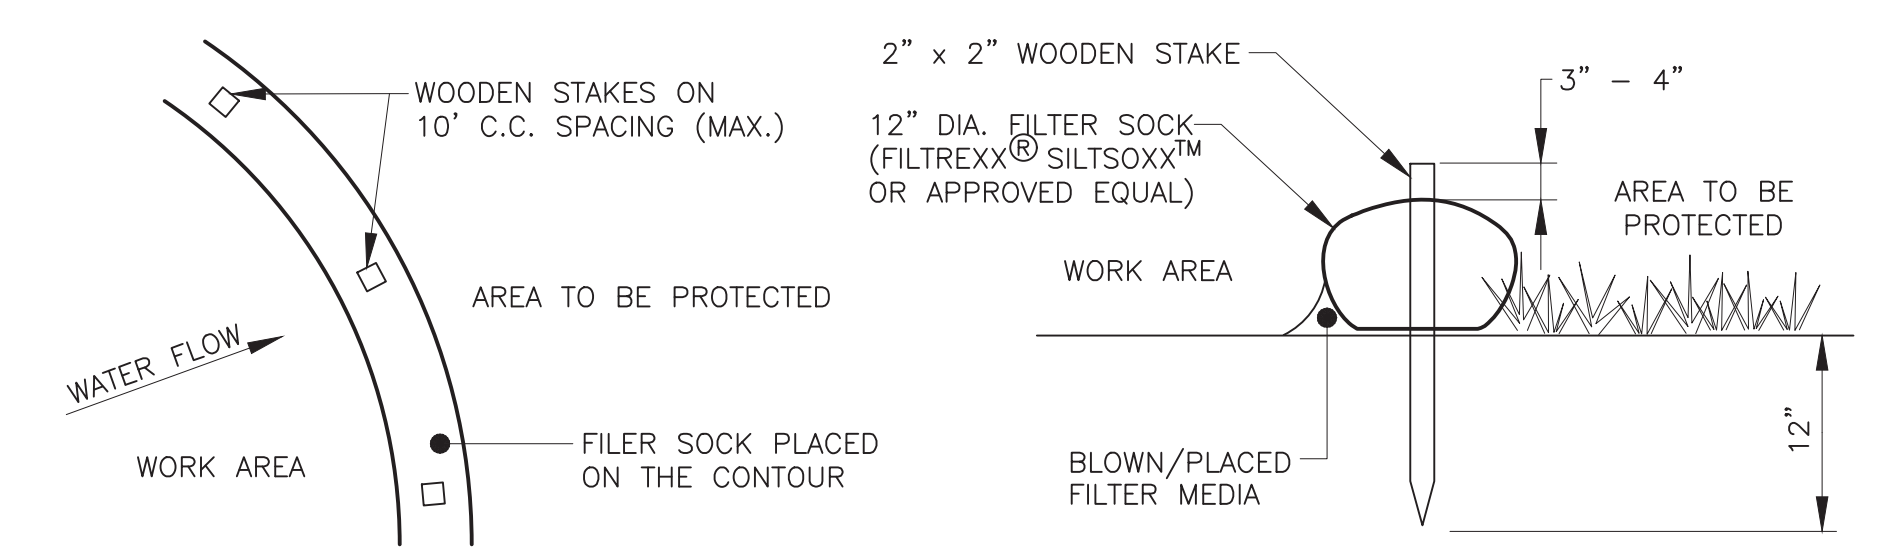 WOODEN STAKES ON
10' C.C. SPACING (MAX.)
AREA TO BE PROTECTED
WATER FLOW
WORK AREA
FILER SOCK PLACED
ON THE CONTOUR
2” x 2” WOODEN STAKE
3” – 4”
12” DIA. FILTER SOCK
(FILTREXX® SILTSOXX™
OR APPROVED EQUAL)
AREA TO BE
PROTECTED
WORK AREA
12”
BLOWN/PLACED
FILTER MEDIA